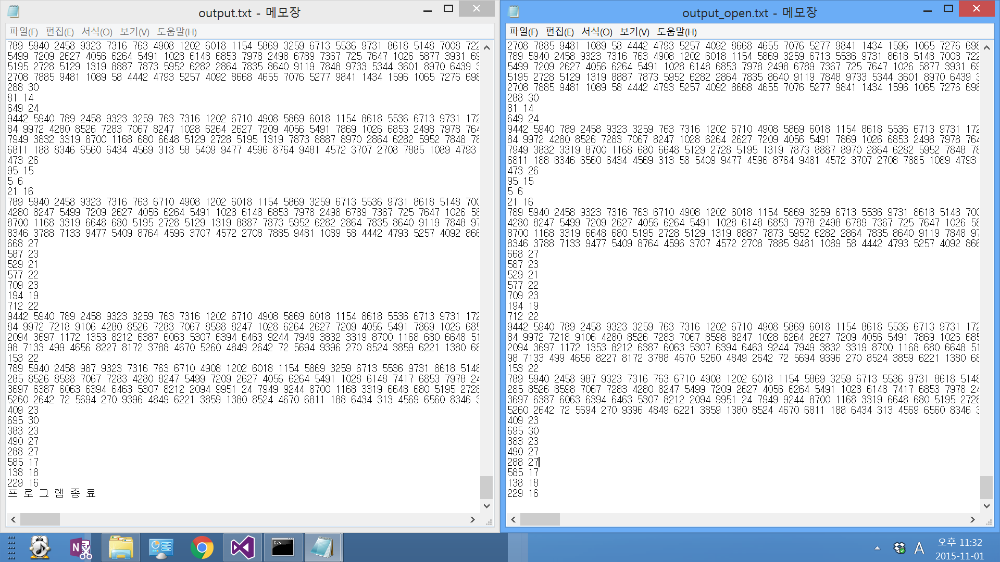 output.txt - 메모장
파일(F) 편집(E) 서식(O) 보기(V) 도움말(H)
789 5940 2458 9323 7316 763 4908 1202 6018 1154 5869 3259 6713 5536 9731 8618 5148 7008 722
5499 7209 2627 4056 6264 5491 1028 6148 6853 7978 2498 6789 7367 725 7647 1026 5877 3931 69
5195 2728 5129 1319 8887 7873 5952 6282 2864 7835 8640 9119 7848 9733 5344 3601 8970 6439
2708 7885 9481 1089 58 4442 4793 5257 4092 8668 4655 7076 5277 9841 1434 1596 1065 7276 698
288 30
81 14
649 24
9442 5940 789 2458 9323 3259 763 7316 1202 6710 4908 5869 6018 1154 8618 5536 6713 9731 172
84 9972 4280 8526 7283 7067 8247 1028 6264 2627 7209 4056 5491 7869 1026 6853 2498 7978 764
7949 3832 3319 8700 1168 680 6648 5129 2728 5195 1319 7873 8887 8970 2864 6282 5952 7848 78
6811 188 8346 6560 6434 4569 313 58 5409 9477 4596 8764 9481 4572 3707 2708 7885 1089 4793
473 26
95 15
5 6
21 16
789 5940 2458 9323 7316 763 6710 4908 1202 6018 1154 5869 3259 6713 5536 9731 8618 5148 700
4280 8247 5499 7209 2627 4056 6264 5491 1028 6148 6853 7978 2498 6789 7367 725 7647 1026 58
8700 1168 3319 6648 680 5195 2728 5129 1319 8887 7873 5952 6282 2864 7835 8640 9119 7848 97
8346 3788 7133 9477 5409 8764 4596 3707 4572 2708 7885 9481 1089 58 4442 4793 5257 4092 866
668 27
587 23
529 21
577 22
709 23
194 19
712 22
9442 5940 789 2458 9323 3259 763 7316 1202 6710 4908 5869 6018 1154 8618 5536 6713 9731 172
84 9972 7218 9106 4280 8526 7283 7067 8598 8247 1028 6264 2627 7209 4056 5491 7869 1026 685
2094 3697 1172 1353 8212 6387 6063 5307 6394 6463 9244 7949 3832 3319 8700 1168 680 6648 51
98 7133 499 4656 8227 8172 3788 4670 5260 4849 2642 72 5694 9396 270 8524 3859 6221 1380 68
153 22
789 5940 2458 987 9323 7316 763 6710 4908 1202 6018 1154 5869 3259 6713 5536 9731 8618 5148
285 8526 8598 7067 7283 4280 8247 5499 7209 2627 4056 6264 5491 1028 6148 7417 6853 7978 24
3697 6387 6063 6394 6463 5307 8212 2094 9951 24 7949 9244 8700 1168 3319 6648 680 5195 2728
5260 2642 72 5694 270 9396 4849 6221 3859 1380 8524 4670 6811 188 6434 313 4569 6560 8346
409 23
695 30
383 23
490 27
288 27
585 17
138 18
229 16
프 로 그 램 종 료
output_open.txt - 메모장
파일(F) 편집(E) 서식(O) 보기(V) 도움말(H)
2708 7885 9481 1089 58 4442 4793 5257 4092 8668 4655 7076 5277 9841 1434 1596 1065 7276 698
789 5940 2458 9323 7316 763 4908 1202 6018 1154 5869 3259 6713 5536 9731 8618 5148 7008 722
5499 7209 2627 4056 6264 5491 1028 6148 6853 7978 2498 6789 7367 725 7647 1026 5877 3931 69
5195 2728 5129 1319 8887 7873 5952 6282 2864 7835 8640 9119 7848 9733 5344 3601 8970 6439
2708 7885 9481 1089 58 4442 4793 5257 4092 8668 4655 7076 5277 9841 1434 1596 1065 7276 698
288 30
81 14
649 24
9442 5940 789 2458 9323 3259 763 7316 1202 6710 4908 5869 6018 1154 8618 5536 6713 9731 172
84 9972 4280 8526 7283 7067 8247 1028 6264 2627 7209 4056 5491 7869 1026 6853 2498 7978 764
7949 3832 3319 8700 1168 680 6648 5129 2728 5195 1319 7873 8887 8970 2864 6282 5952 7848 78
6811 188 8346 6560 6434 4569 313 58 5409 9477 4596 8764 9481 4572 3707 2708 7885 1089 4793
473 26
95 15
5 6
21 16
789 5940 2458 9323 7316 763 6710 4908 1202 6018 1154 5869 3259 6713 5536 9731 8618 5148 700
4280 8247 5499 7209 2627 4056 6264 5491 1028 6148 6853 7978 2498 6789 7367 725 7647 1026 58
8700 1168 3319 6648 680 5195 2728 5129 1319 8887 7873 5952 6282 2864 7835 8640 9119 7848 97
8346 3788 7133 9477 5409 8764 4596 3707 4572 2708 7885 9481 1089 58 4442 4793 5257 4092 866
668 27
587 23
529 21
577 22
709 23
194 19
712 22
9442 5940 789 2458 9323 3259 763 7316 1202 6710 4908 5869 6018 1154 8618 5536 6713 9731 172
84 9972 7218 9106 4280 8526 7283 7067 8598 8247 1028 6264 2627 7209 4056 5491 7869 1026 685
2094 3697 1172 1353 8212 6387 6063 5307 6394 6463 9244 7949 3832 3319 8700 1168 680 6648 51
98 7133 499 4656 8227 8172 3788 4670 5260 4849 2642 72 5694 9396 270 8524 3859 6221 1380 68
153 22
789 5940 2458 987 9323 7316 763 6710 4908 1202 6018 1154 5869 3259 6713 5536 9731 8618 5148
285 8526 8598 7067 7283 4280 8247 5499 7209 2627 4056 6264 5491 1028 6148 7417 6853 7978 24
3697 6387 6063 6394 6463 5307 8212 2094 9951 24 7949 9244 8700 1168 3319 6648 680 5195 2728
5260 2642 72 5694 270 9396 4849 6221 3859 1380 8524 4670 6811 188 6434 313 4569 6560 8346
409 23
695 30
383 23
490 27
288 27
585 17
138 18
229 16
A
오후 11:32
2015-11-01